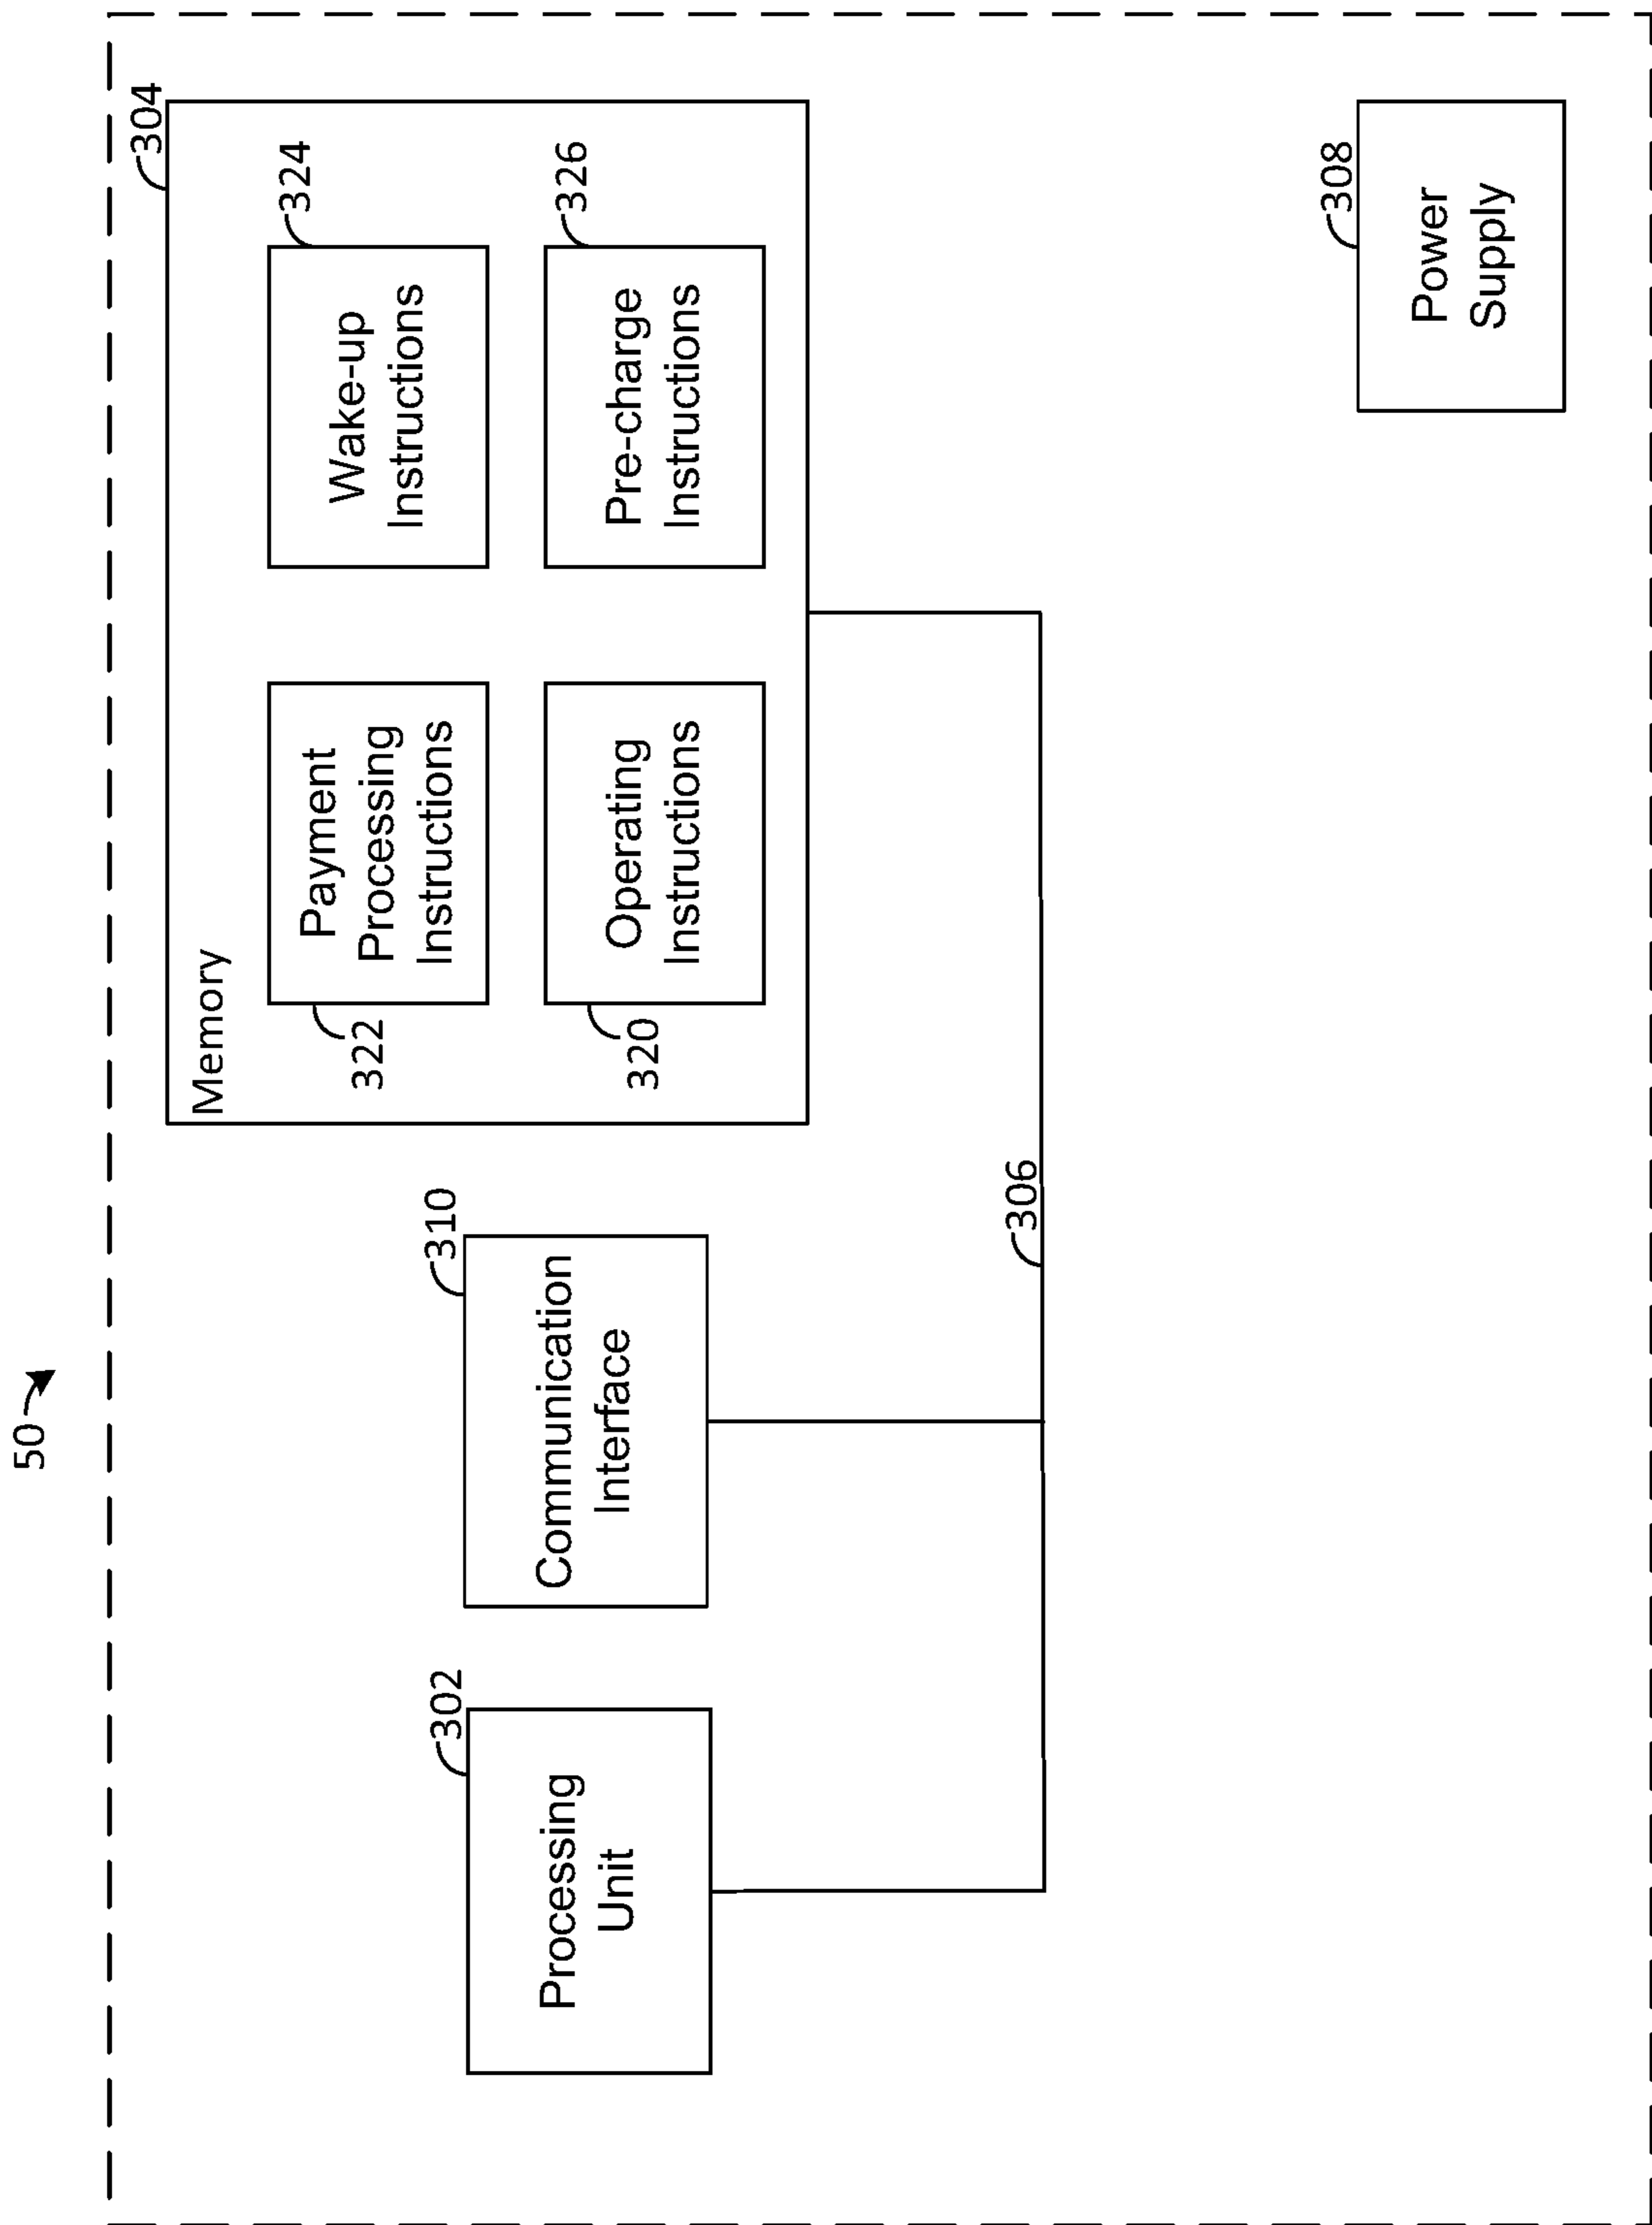 50
304
Memory
322
Payment
Processing
Instructions
324
Wake-up
Instructions
320
Operating
Instructions
326
Pre-charge
Instructions
302
Processing
Unit
310
Communication
Interface
306
308
Power
Supply